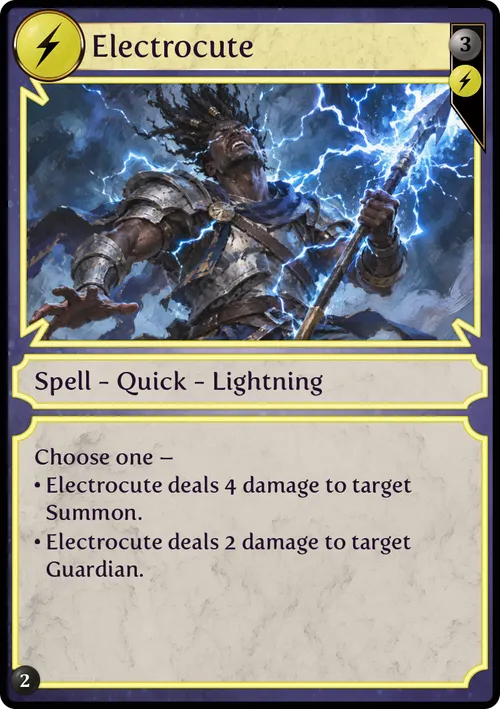 Electrocute
3
Spell – Quick – Lightning
Choose one –
• Electrocute deals 4 damage to target
Summon.
• Electrocute deals 2 damage to target
Guardian.
2